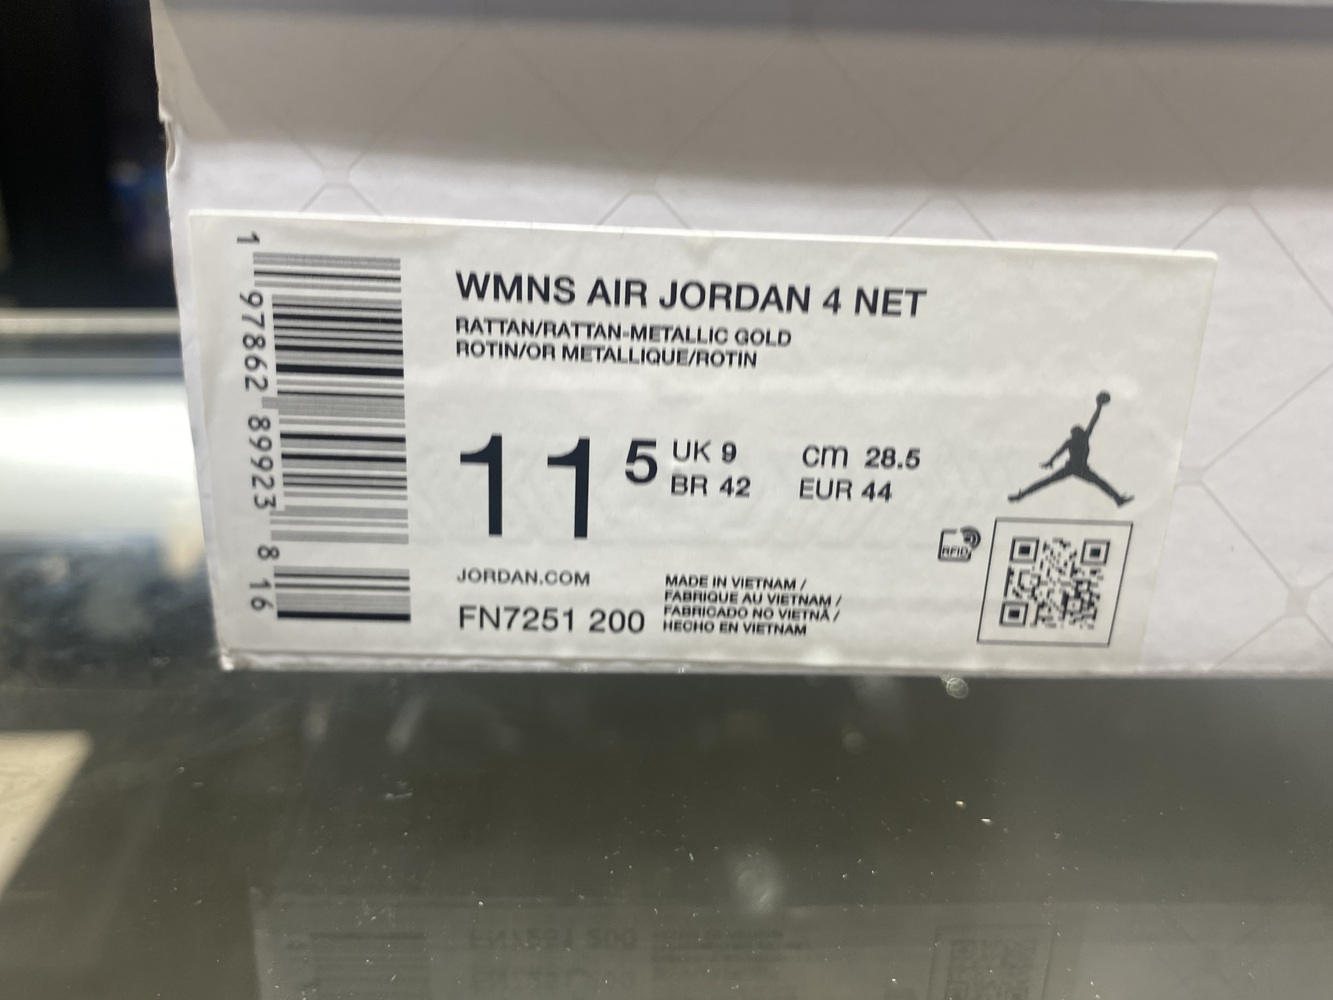 WMNS AIR JORDAN 4 NET
RATTAN/RATTAN-METALLIC GOLD
ROTIN/OR METALLIQUE/ROTIN
11 5 UK 9 cm 28.5
BR 42 EUR 44
RFID
JORDAN.COM
FN7251 200
MADE IN VIETNAM /
FABRIQUE AU VIETNAM /
FABRICADO NO VIETNÃ /
HECHO EN VIETNAM
1 97862 89923 8 16